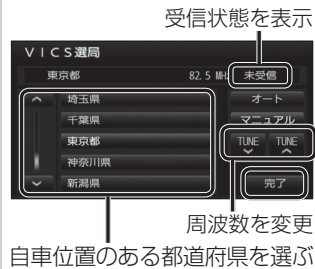 受信状態を表示
VICS選局
東京都 82.5 MHz 未受信
埼玉県 オート
千葉県 マニュアル
東京都 TUNE TUNE
神奈川県
新潟県 完了
周波数を変更
自車位置のある都道府県を選ぶ